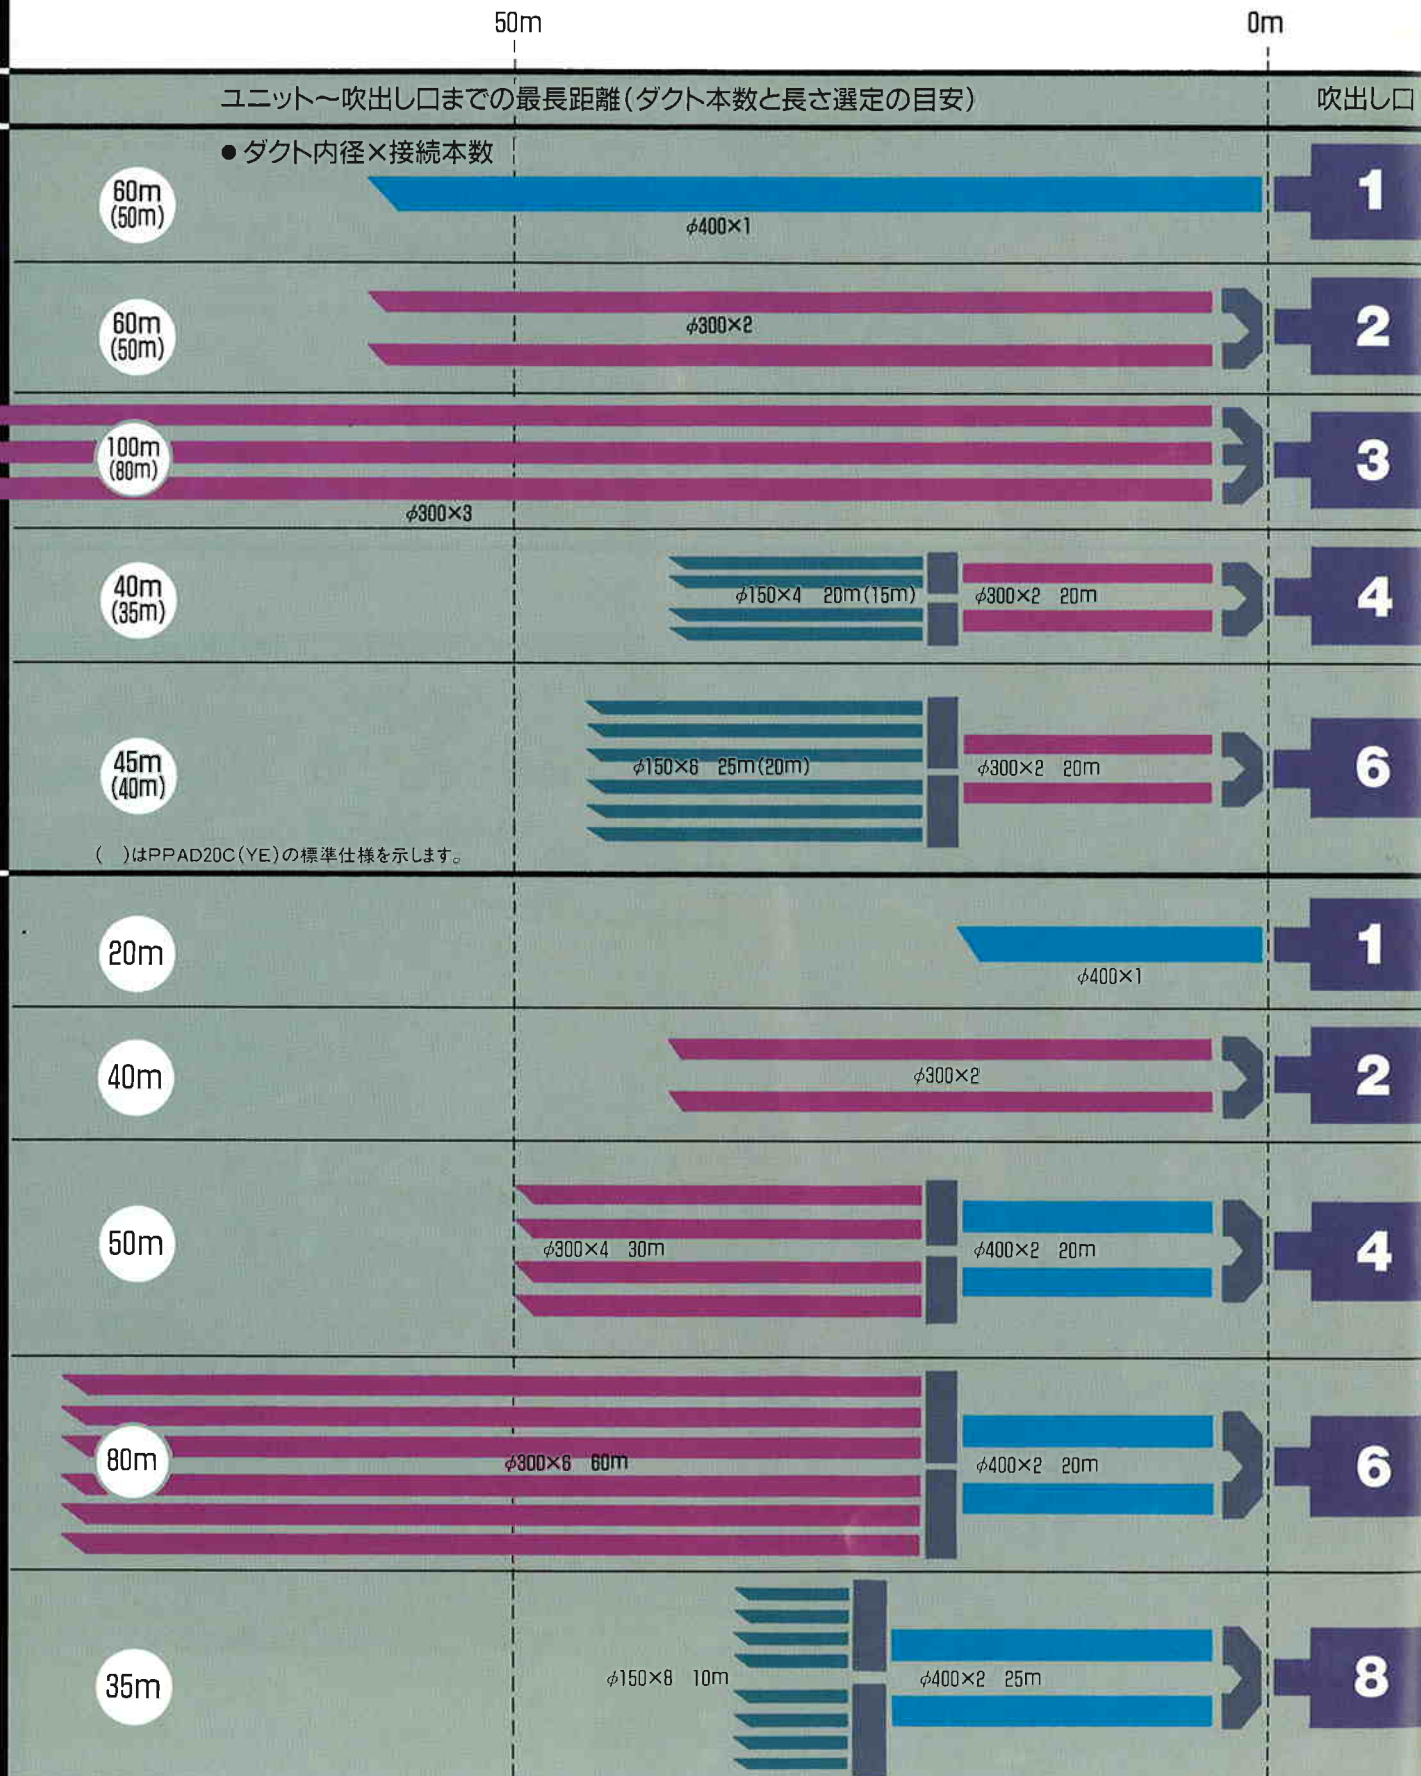 50m 0m
ユニット～吹出し口までの最長距離(ダクト本数と長さ選定の目安) 吹出し口
● ダクト内径×接続本数
60m
(50m)
φ400×1
1
60m
(50m)
φ300×2
2
100m
(80m)
φ300×3
3
40m
(35m)
φ150×4 20m(15m)
φ300×2 20m
4
45m
(40m)
φ150×6 25m(20m)
φ300×2 20m
6
( )はPPAD20C(YE)の標準仕様を示します。
20m
φ400×1
1
40m
φ300×2
2
50m
φ300×4 30m
φ400×2 20m
4
80m
φ300×6 60m
φ400×2 20m
6
35m
φ150×8 10m
φ400×2 25m
8